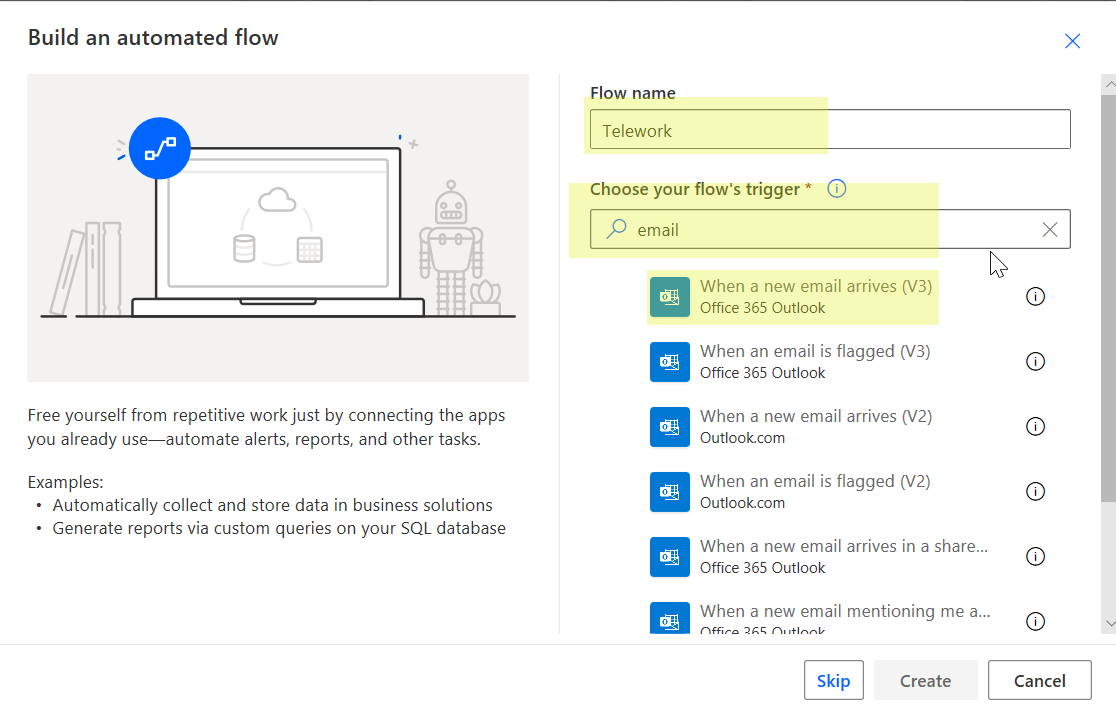 Build an automated flow
Free yourself from repetitive work just by connecting the apps
you already use—automate alerts, reports, and other tasks.
Examples:
• Automatically collect and store data in business solutions
• Generate reports via custom queries on your SQL database
Flow name
Telework
Choose your flow's trigger *
email
When a new email arrives (V3)
Office 365 Outlook
When an email is flagged (V3)
Office 365 Outlook
When a new email arrives (V2)
Outlook.com
When an email is flagged (V2)
Outlook.com
When a new email arrives in a share...
Office 365 Outlook
When a new email mentioning me a...
Office 365 Outlook
Skip
Create
Cancel